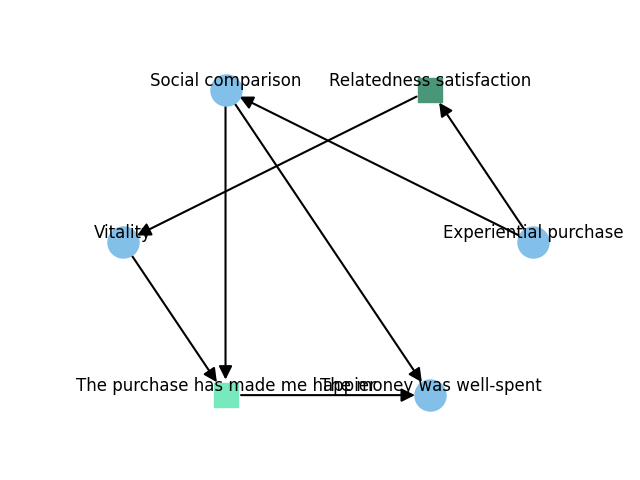 Social comparison
Relatedness satisfaction
Vitality
Experiential purchase
The purchase has made me happier
The money was well-spent